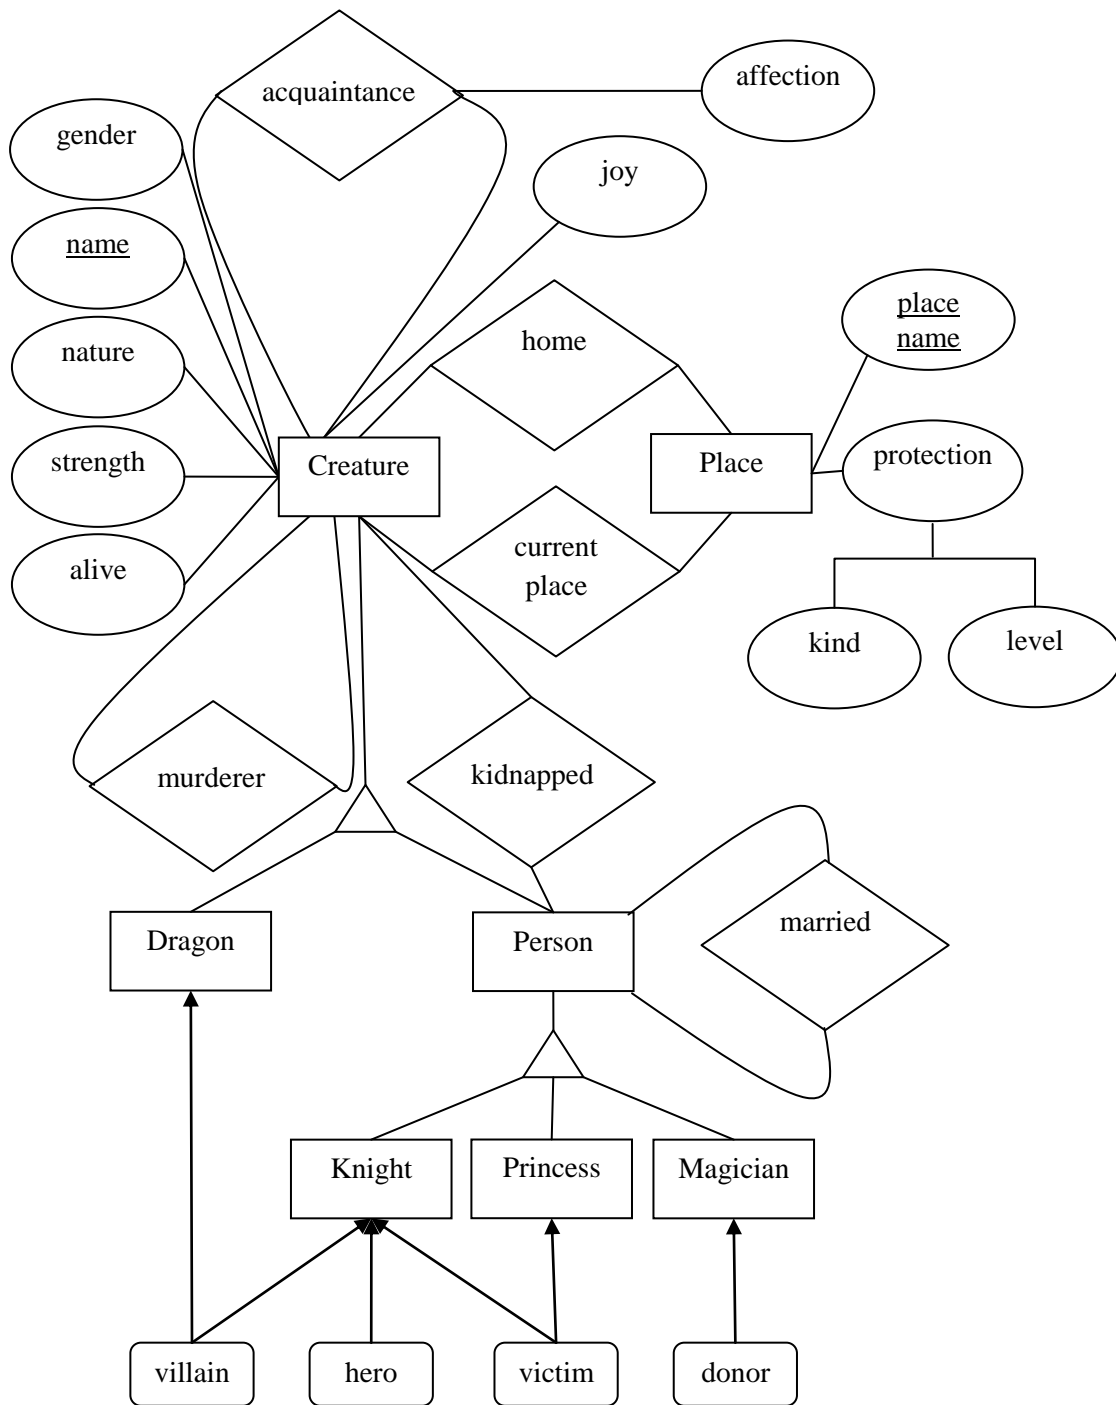 acquaintance
affection
gender
joy
name
place
name
home
nature
strength
Creature
Place
protection
current
place
alive
kind
level
murderer
kidnapped
married
Dragon
Person
Knight
Princess
Magician
villain
hero
victim
donor